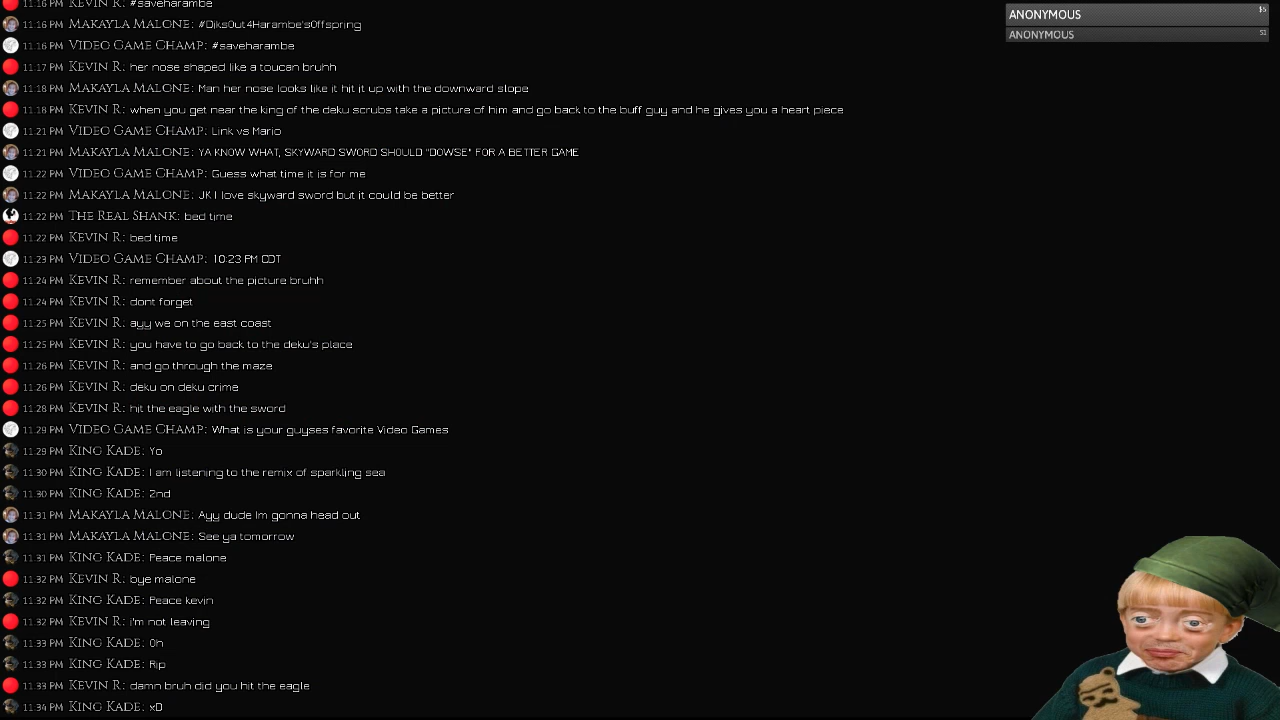 11:16 PM KEVIN R: #saveharambe
11:16 PM MAKAYLA MALONE: #DiksOut4Harambe'sOffspring
11:16 PM VIDEO GAME CHAMP: #saveharambe
11:17 PM KEVIN R: her nose shaped like a toucan bruhh
11:18 PM MAKAYLA MALONE: Man her nose looks like it hit it up with the downward slope
11:18 PM KEVIN R: when you get near the king of the deku scrubs take a picture of him and go back to the buff guy and he gives you a heart piece
11:21 PM VIDEO GAME CHAMP: Link vs Mario
11:21 PM MAKAYLA MALONE: YA KNOW WHAT, SKYWARD SWORD SHOULD "DOWSE" FOR A BETTER GAME
11:22 PM VIDEO GAME CHAMP: Guess what time it is for me
11:22 PM MAKAYLA MALONE: JK I love skyward sword but it could be better
11:22 PM THE REAL SHANK: bed time
11:22 PM KEVIN R: bed time
11:23 PM VIDEO GAME CHAMP: 10:23 PM CDT
11:24 PM KEVIN R: remember about the picture bruhh
11:24 PM KEVIN R: dont forget
11:25 PM KEVIN R: ayy we on the east coast
11:25 PM KEVIN R: you have to go back to the deku's place
11:26 PM KEVIN R: and go through the maze
11:26 PM KEVIN R: deku on deku crime
11:28 PM KEVIN R: hit the eagle with the sword
11:29 PM VIDEO GAME CHAMP: What is your guyses favorite Video Games
11:29 PM KING KADE: Yo
11:30 PM KING KADE: I am listening to the remix of sparkling sea
11:30 PM KING KADE: 2nd
11:31 PM MAKAYLA MALONE: Ayy dude Im gonna head out
11:31 PM MAKAYLA MALONE: See ya tomorrow
11:31 PM KING KADE: Peace malone
11:32 PM KEVIN R: bye malone
11:32 PM KING KADE: Peace kevin
11:32 PM KEVIN R: i'm not leaving
11:33 PM KING KADE: Oh
11:33 PM KING KADE: Rip
11:33 PM KEVIN R: damn bruh did you hit the eagle
11:34 PM KING KADE: xD
ANONYMOUS
ANONYMOUS